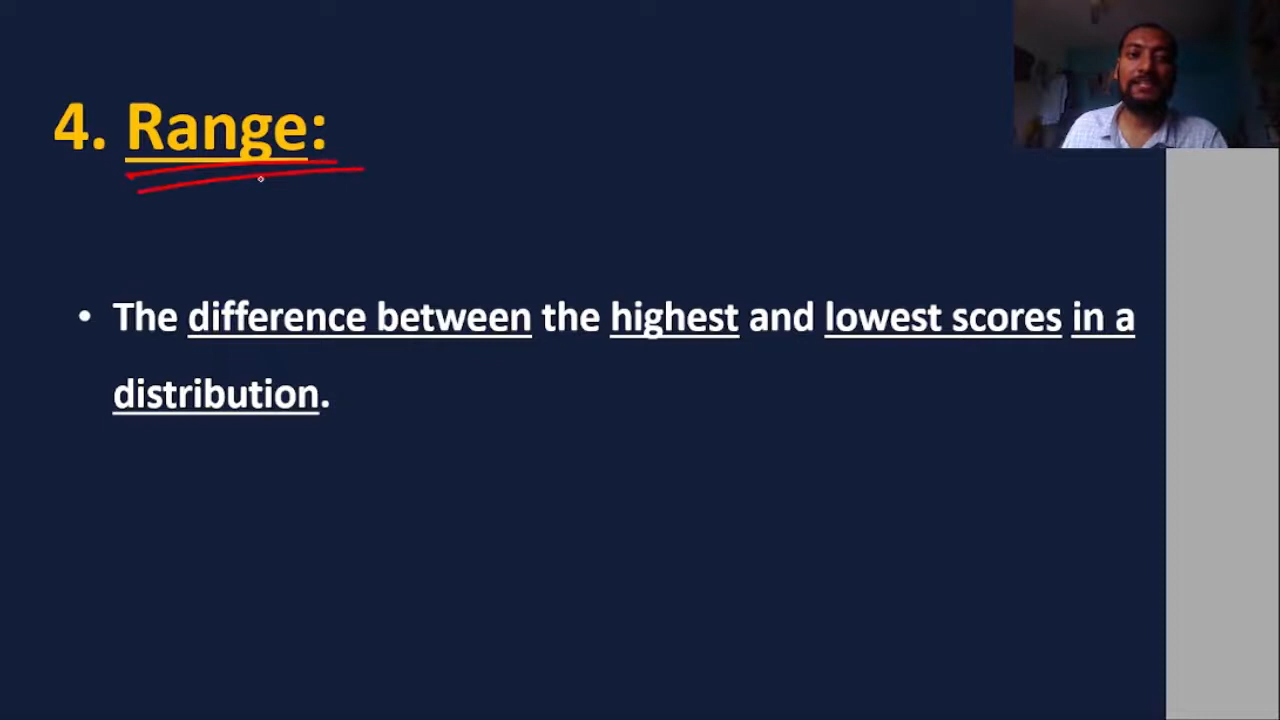 4. Range:
• The difference between the highest and lowest scores in a
distribution.